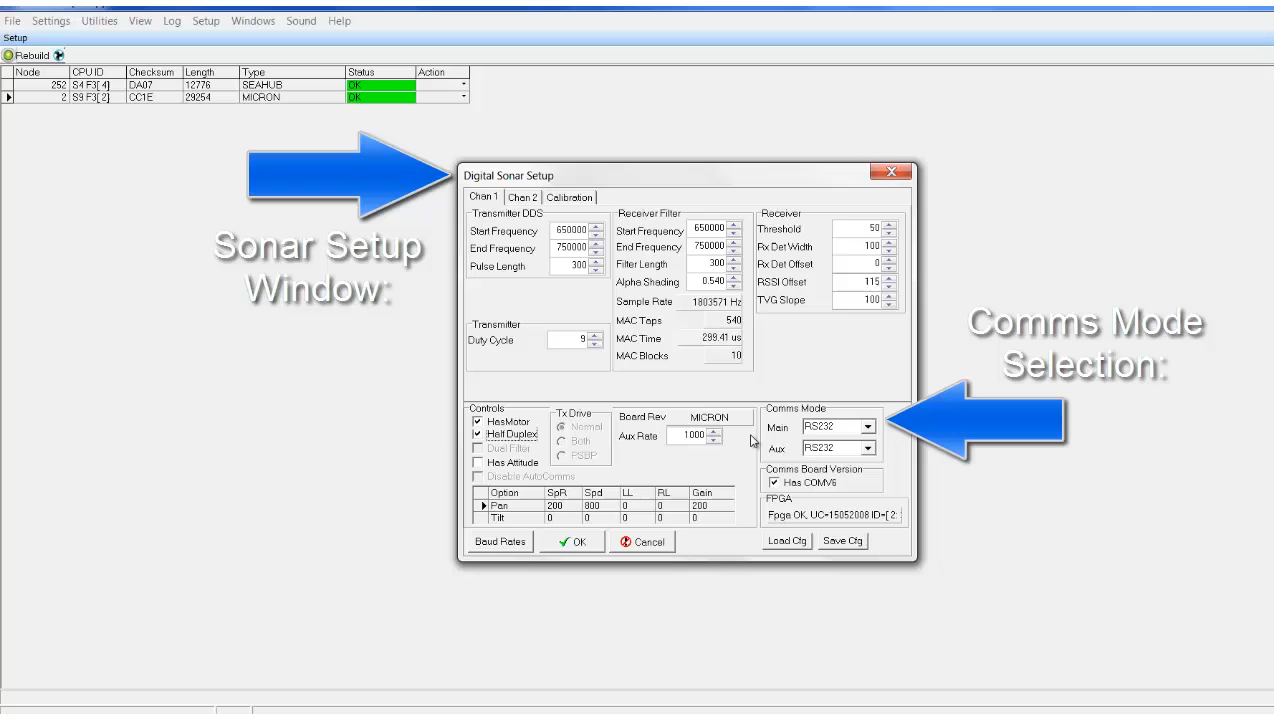 File Settings Utilities View Log Setup Windows Sound Help
Setup
Rebuild
Node CPU ID Checksum Length Type Status Action
252 S4 F3[ 4] DA07 12776 SEAHUB OK
2 S9 F3[ 2] CC1E 29254 MICRON OK
Sonar Setup
Window:
Digital Sonar Setup
Chan 1 Chan 2 Calibration
Transmitter DDS
Start Frequency 650000
End Frequency 750000
Pulse Length 300
Transmitter
Duty Cycle 9
Receiver Filter
Start Frequency 650000
End Frequency 750000
Filter Length 300
Alpha Shading 0.540
Sample Rate 1803571 Hz
MAC Taps 540
MAC Time 299.41 us
MAC Blocks 10
Receiver
Threshold 50
Rx Det Width 100
Rx Det Offset 0
RSSI Offset 115
TVG Slope 100
Comms Mode
Selection:
Controls
HasMotor
Half Duplex
Dual Filter
Has Attitude
Disable AutoComms
Tx Drive
Normal
Both
PSBP
Board Rev MICRON
Aux Rate 1000
Comms Mode
Main RS232
Aux RS232
Comms Board Version
Has COMV6
FPGA
Fpga OK, UC=15052008 ID=[ 2:
Option SpR Spd LL RL Gain
Pan 200 800 0 0 200
Tilt 0 0 0 0 0
Baud Rates OK Cancel Load Cfg Save Cfg